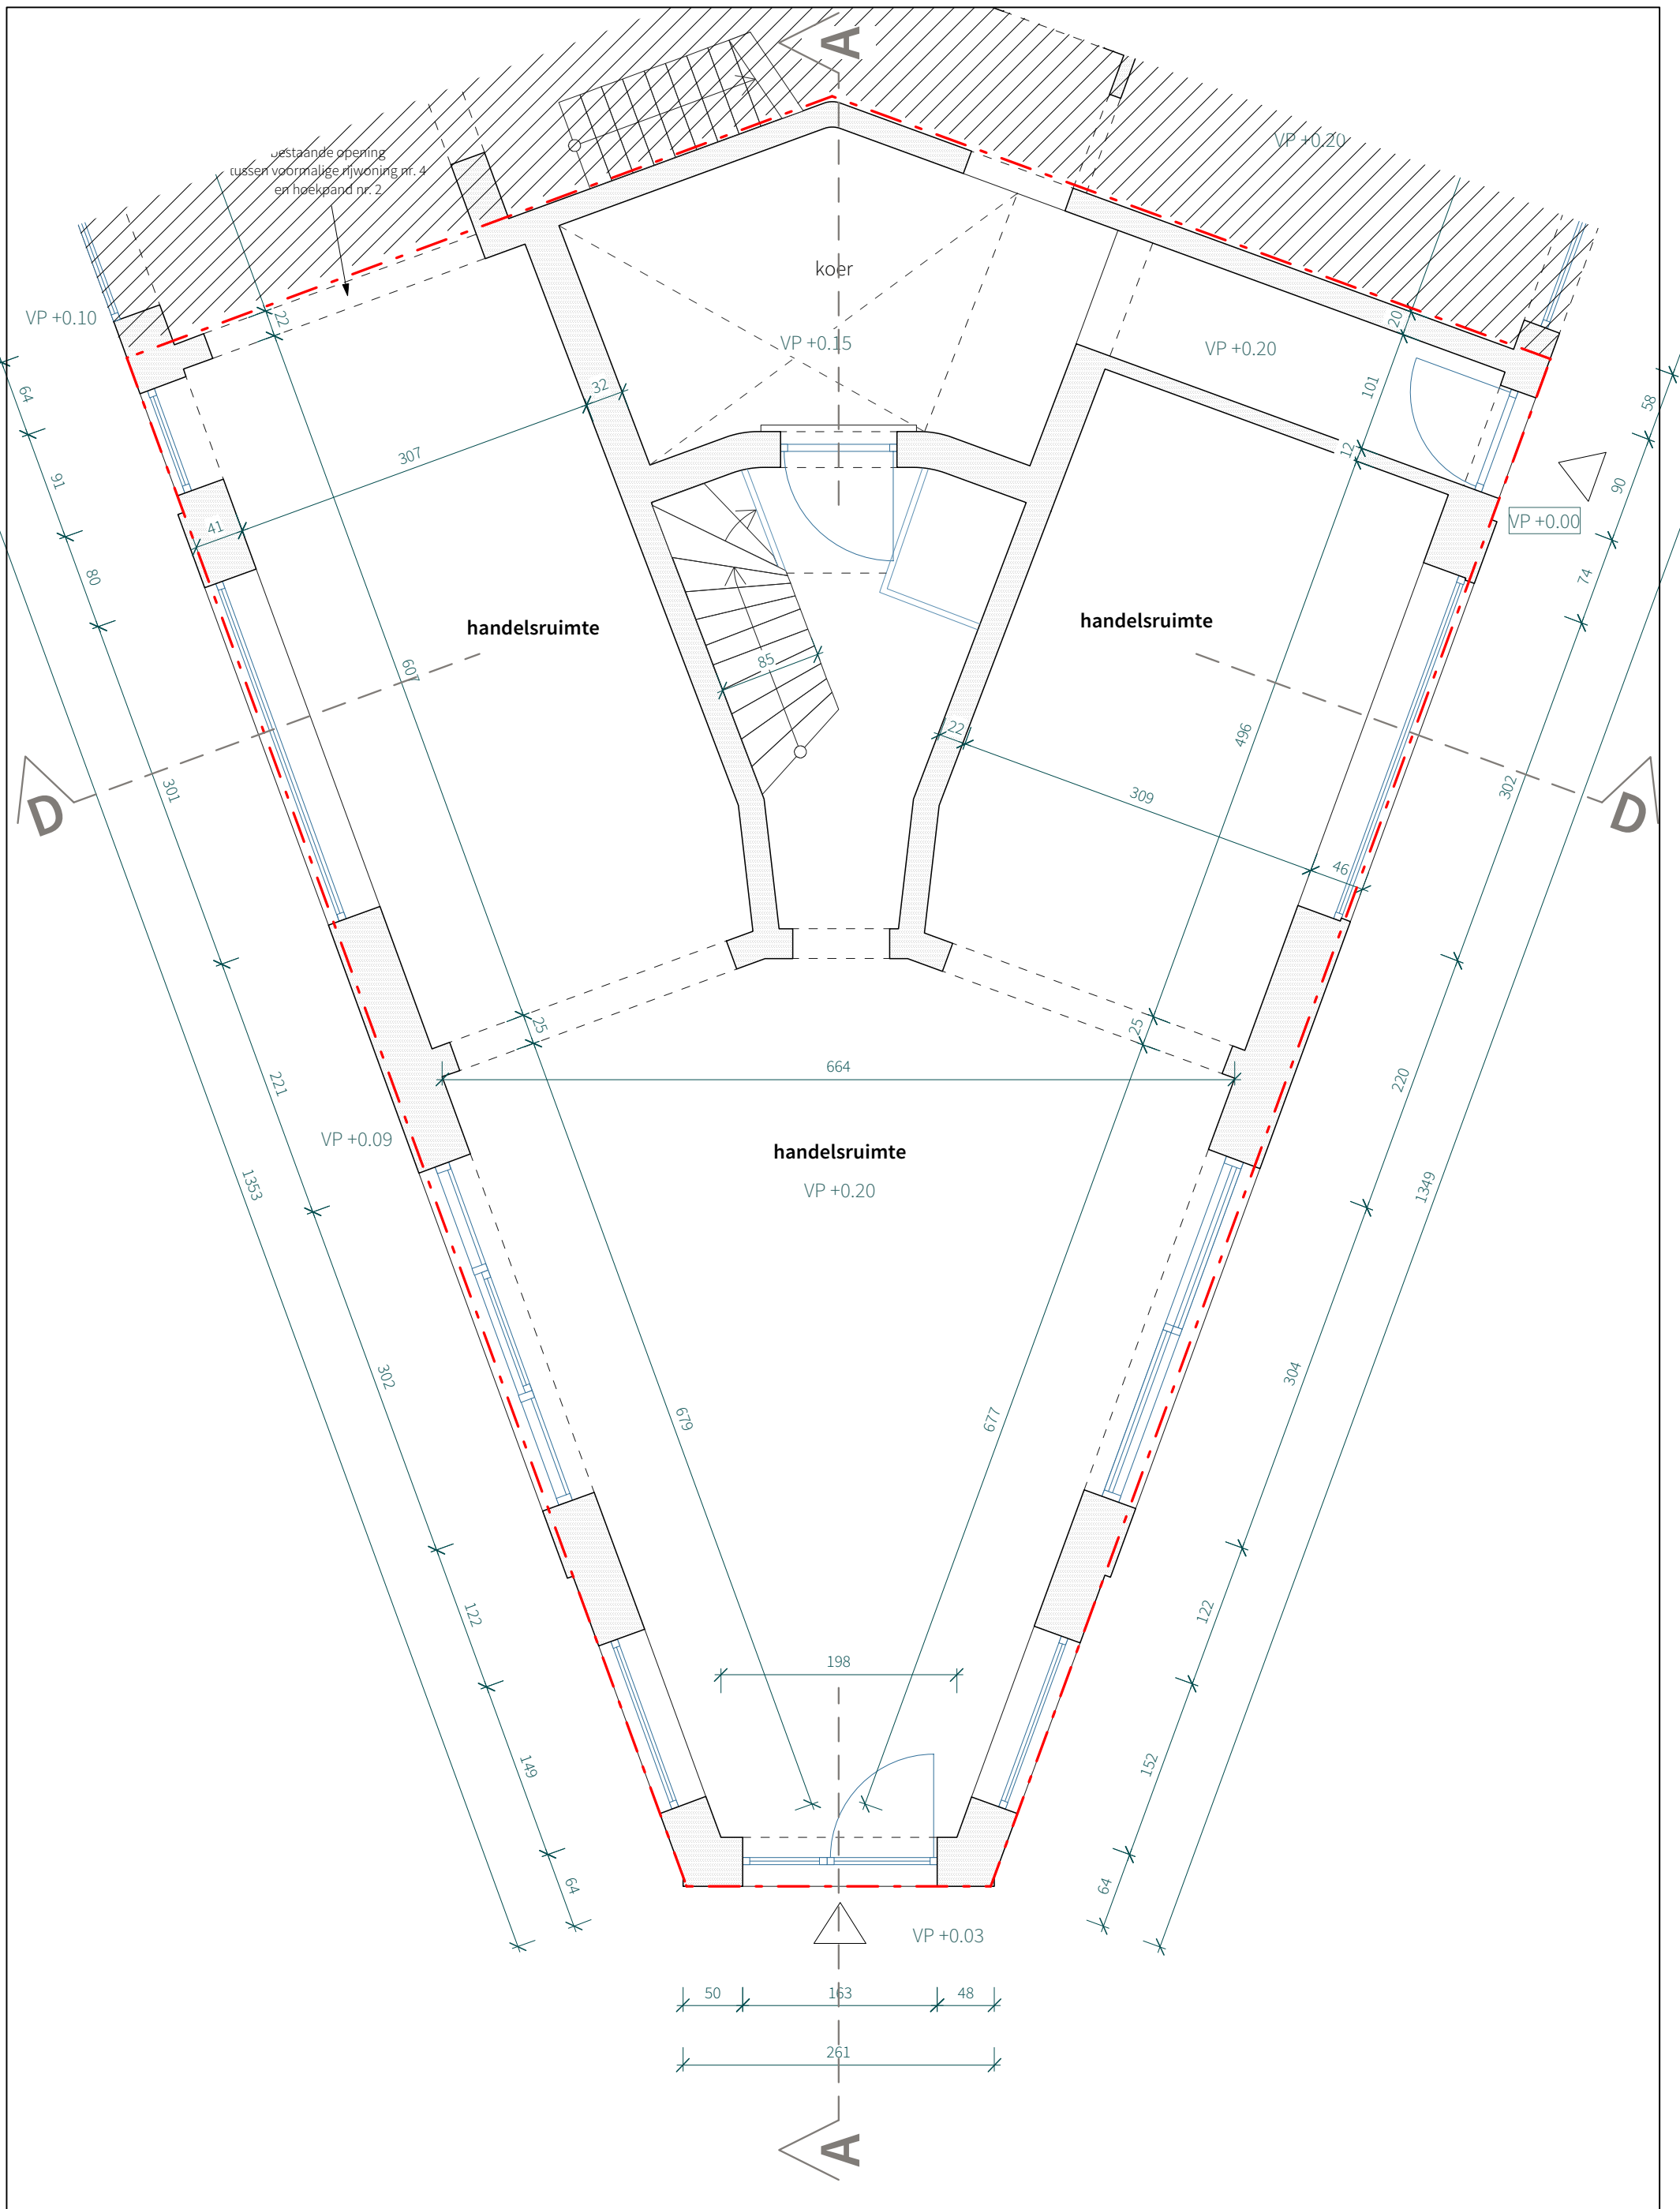 A
VP +0.20
bestaande opening
tussen voormalige rijwoning nr. 4
en hoekpand nr. 2
koer
VP +0.10
22
20
VP +0.15
VP +0.20
64
32
101
58
307
12
91
90
41
VP +0.00
80
74
handelsruimte
handelsruimte
85
607
22
496
301
309
302
D
D
46
25
25
664
221
220
VP +0.09
handelsruimte
1353
VP +0.20
1349
302
304
679
677
122
122
198
149
152
64
64
VP +0.03
50
163
48
261
A